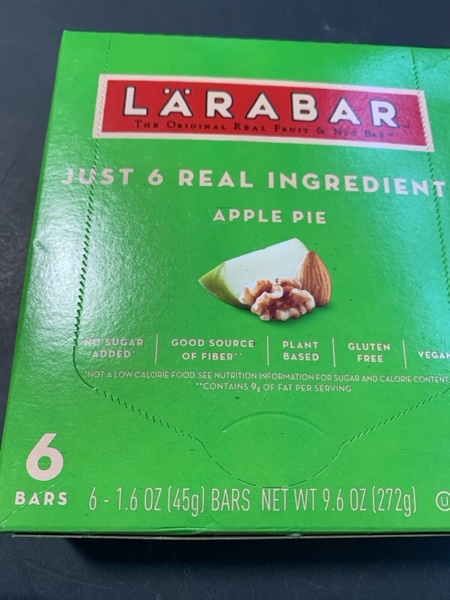 LÄRABAR
THE ORIGINAL REAL FRUIT & NUT BAR™
JUST 6 REAL INGREDIENT
APPLE PIE
NO SUGAR ADDED*
GOOD SOURCE OF FIBER**
PLANT BASED
GLUTEN FREE
VEGAN
*NOT A LOW CALORIE FOOD. SEE NUTRITION INFORMATION FOR SUGAR AND CALORIE CONTENT
**CONTAINS 9g OF FAT PER SERVING
6
BARS
6 - 1.6 OZ (45g) BARS NET WT 9.6 OZ (272g)
U